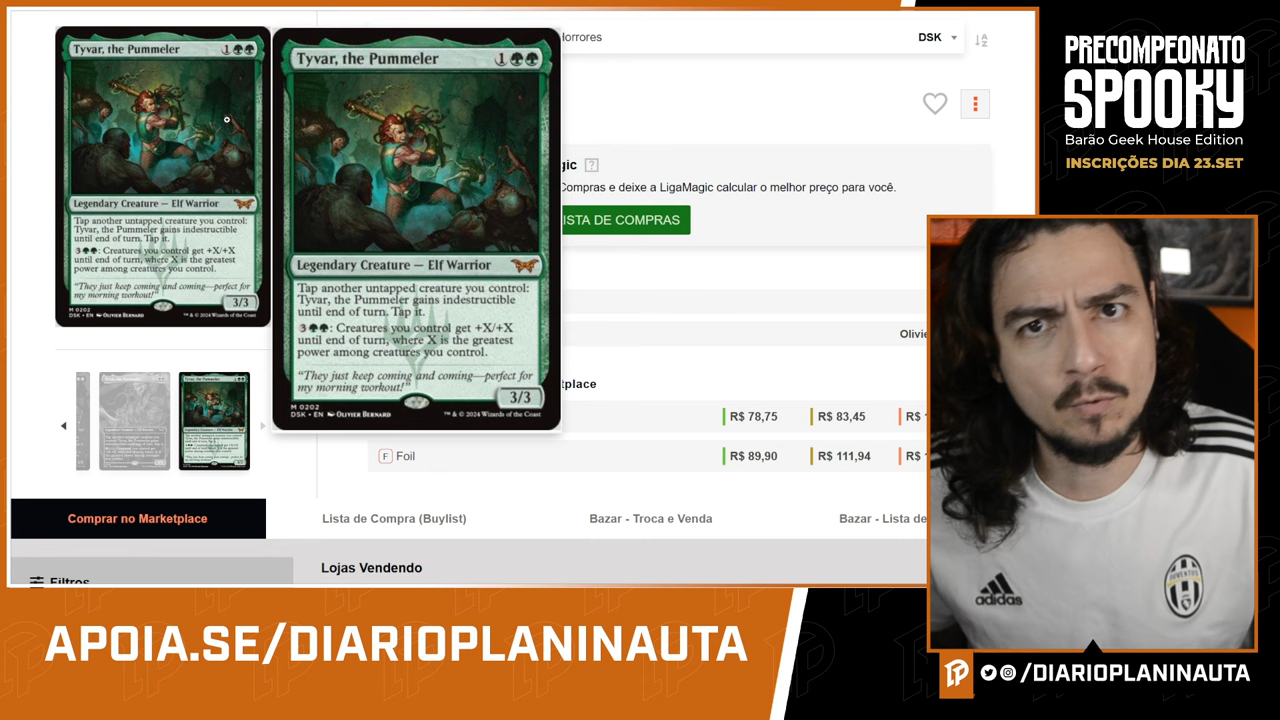 Tyvar, the Pummeler
Legendary Creature — Elf Warrior
Tap another untapped creature you control:
Tyvar, the Pummeler gains indestructible
until end of turn. Tap it.
3 : Creatures you control get +X/+X
until end of turn, where X is the greatest
power among creatures you control.
"They just keep coming and coming—perfect for
my morning workout!"
3/3
M 0202
DSK • EN OLIVIER BERNARD
™ & © 2024 Wizards of the Coast
Tyvar, the Pummeler
1
Legendary Creature — Elf Warrior
Tap another untapped creature you control:
Tyvar, the Pummeler gains indestructible
until end of turn. Tap it.
3 : Creatures you control get +X/+X
until end of turn, where X is the greatest
power among creatures you control.
"They just keep coming and coming—perfect for
my morning workout!"
3/3
M 0202
DSK • EN OLIVIER BERNARD
™ & © 2024 Wizards of the Coast
Horrores
DSK
A
Z
gic ?
Compras e deixe a LigaMagic calcular o melhor preço para você.
ISTA DE COMPRAS
Olivie
tplace
R$ 78,75
R$ 83,45
R$
F Foil
R$ 89,90
R$ 111,94
R$
Comprar no Marketplace
Lista de Compra (Buylist)
Bazar - Troca e Venda
Bazar - Lista de
Filtros
Lojas Vendendo
PRECOMPEONATO
SPOOKY
Barão Geek House Edition
INSCRIÇÕES DIA 23.SET
adidas
JUVENTUS
APOIA.SE/DIARIOPLANINAUTA
/DIARIOPLANINAUTA